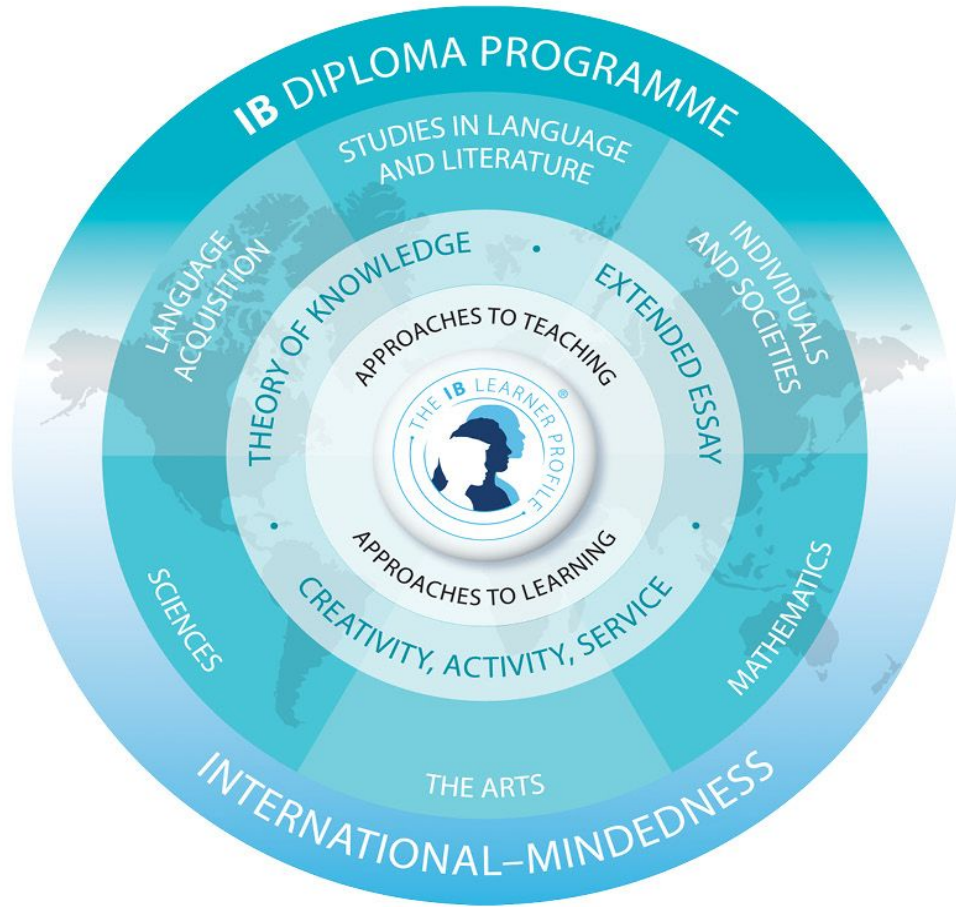 IB DIPLOMA PROGRAMME
STUDIES IN LANGUAGE
AND LITERATURE
LANGUAGE
ACQUISITION
INDIVIDUALS
AND SOCIETIES
THEORY OF KNOWLEDGE
•
EXTENDED ESSAY
APPROACHES TO TEACHING
• THE IB LEARNER PROFILE •
®
APPROACHES TO LEARNING
•
CREATIVITY, ACTIVITY, SERVICE
•
SCIENCES
MATHEMATICS
THE ARTS
INTERNATIONAL–MINDEDNESS